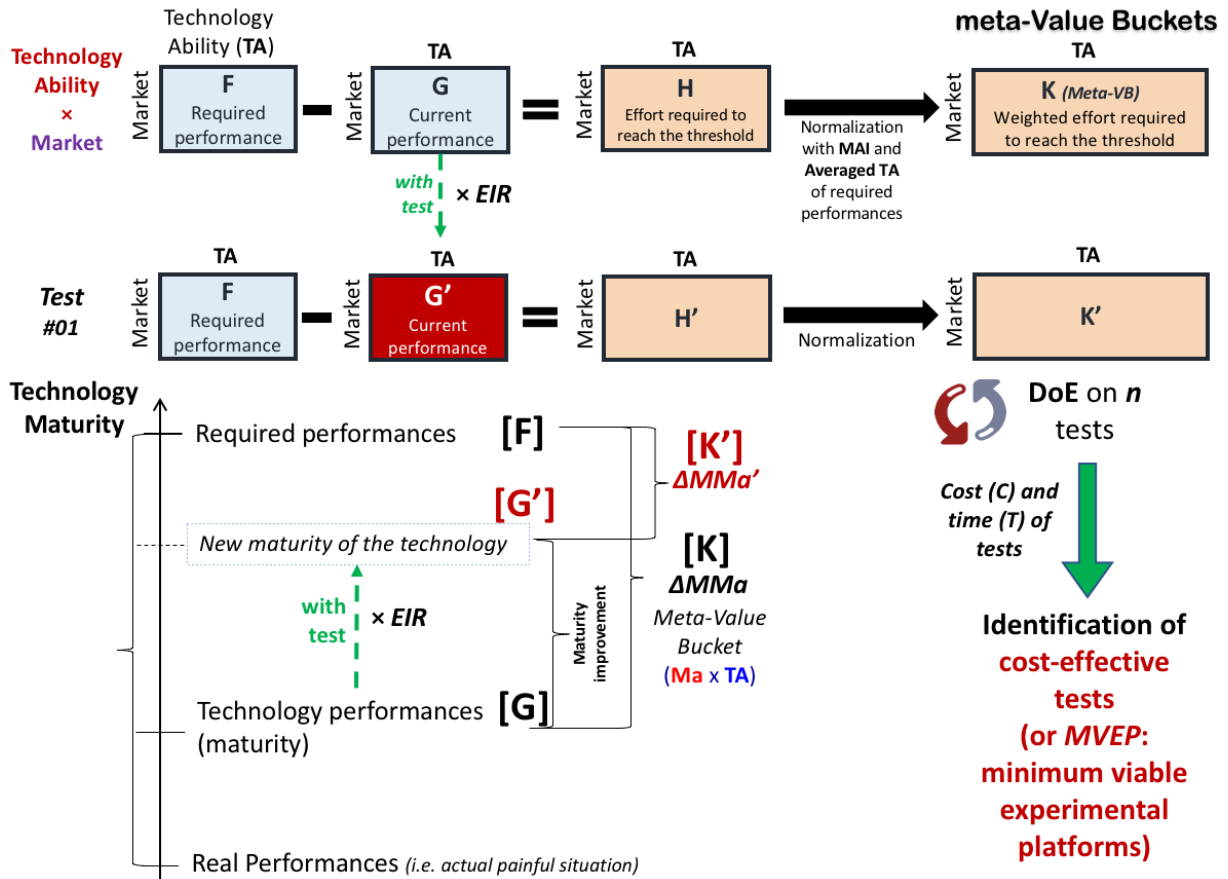 Technology
Ability (TA)
meta-Value Buckets
TA
TA
TA
Technology
Ability
×
Market
Market
F
Required
performance
Market
G
Current
performance
Market
H
Effort required to
reach the threshold
Normalization
with MAI and
Averaged TA
of required
performances
Market
K (Meta-VB)
Weighted effort required
to reach the threshold
with
test
× EIR
TA
TA
TA
TA
Test
#01
Market
F
Required
performance
Market
G’
Current
performance
Market
H’
Normalization
Market
K’
Technology
Maturity
Required performances
[F]
[K’]
ΔMMa’
[G’]
New maturity of the technology
[K]
ΔMMa
Meta-Value
Bucket
(Ma x TA)
with
test
× EIR
Maturity
improvement
Technology performances
(maturity)
[G]
Real Performances (i.e. actual painful situation)
DoE on n
tests
Cost (C) and
time (T) of
tests
Identification of
cost-effective
tests
(or MVEP:
minimum viable
experimental
platforms)